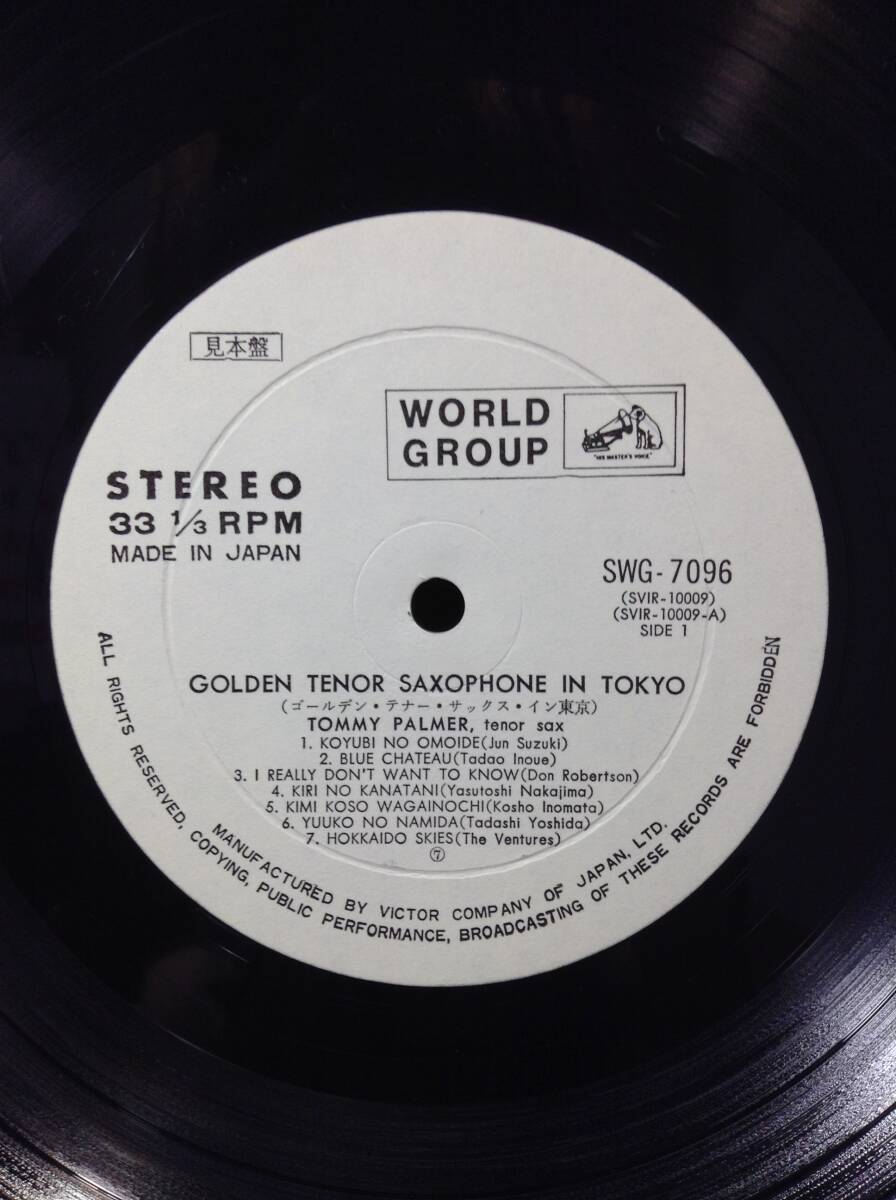 見本盤
WORLD
GROUP
"HIS MASTER'S VOICE"
STEREO
33 1/3 RPM
MADE IN JAPAN
SWG-7096
(SVIR-10009)
(SVIR-10009-A)
SIDE 1
GOLDEN TENOR SAXOPHONE IN TOKYO
(ゴールデン・テナー・サックス・イン東京)
TOMMY PALMER, tenor sax
1. KOYUBI NO OMOIDE(Jun Suzuki)
2. BLUE CHATEAU(Tadao Inoue)
3. I REALLY DON'T WANT TO KNOW(Don Robertson)
4. KIRI NO KANATANI(Yasutoshi Nakajima)
5. KIMI KOSO WAGAINOCHI(Kosho Inomata)
6. YUUKO NO NAMIDA(Tadashi Yoshida)
7. HOKKAIDO SKIES(The Ventures)
⑦
MANUFACTURED BY VICTOR COMPANY OF JAPAN, LTD.
ALL RIGHTS RESERVED, COPYING, PUBLIC PERFORMANCE, BROADCASTING OF THESE RECORDS ARE FORBIDDEN